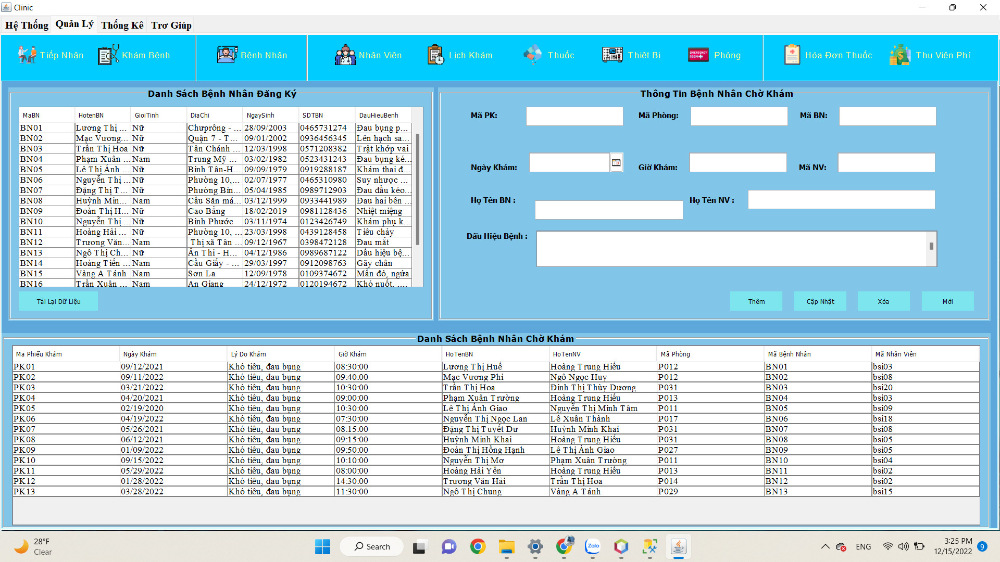 Clinic
Hệ Thống Quản Lý Thống Kê Trơ Giúp
Tiếp Nhận Khám Bệnh Bệnh Nhân Nhân Viên Lịch Khám Thuốc Thiêt Bị Phòng Hóa Đơn Thuốc Thu Viện Phí
Danh Sách Bệnh Nhân Đăng Ký
MaBN HotenBN GioiTinh DiaChi NgaySinh SDTBN DauHieuBenh
BN01 Lương Thị ... Nữ Chưprông - ... 28/09/2003 0465731274 Đau bụng p...
BN02 Mạc Vương... Nữ Quận 7 - T... 09/01/2002 0936456345 Lên hạch sa...
BN03 Trần Thị Hoa Nữ Tân Chánh ... 12/03/1998 0571208382 Trật khớp vai
BN04 Phạm Xuân ... Nam Trung Mỹ ... 03/02/1982 0523431243 Đau bụng ké...
BN05 Lê Thị Ánh ... Nữ Bình Tân-H... 09/09/1979 0919288187 Khám thai đ...
BN06 Nguyễn Thị ... Nữ Phường 10,... 02/07/1977 0465310980 Suy nhược ...
BN07 Đặng Thị T... Nữ Phường Bìn... 05/04/1985 0989712903 Đau đầu kéo...
BN08 Huỳnh Min... Nam Cầu Săn má... 03/12/1999 0933441989 Đau hai bên ...
BN09 Đoàn Thị H... Nữ Cao Bằng 18/02/2019 0981128436 Nhiệt miệng
BN10 Nguyễn Thị ... Nữ Bình Phước 03/11/1974 0123426749 Khám phụ k...
BN11 Hoàng Hải ... Nữ Phường 10, ... 23/03/1998 0439128458 Tiêu chảy
BN12 Trương Văn... Nam Thị xã Tân ... 09/12/1967 0398472128 Đau mắt
BN13 Ngô Thị Ch... Nữ Ân Thi - H... 04/12/1986 0989687122 Dấu hiệu bệ...
BN14 Hoàng Tiến ... Nam Cầu Giấy - ... 29/03/1997 0912098763 Gãy chân
BN15 Vàng A Tánh Nam Sơn La 12/09/1978 0109374672 Mẩn đỏ, ngứa
BN16 Trần Xuân ... Nam An Giang 24/12/1972 0120194672 Khó nuốt, ....
Tải Lại Dữ Liệu
Thông Tin Bệnh Nhân Chờ Khám
Mã PK: Mã Phòng: Mã BN:
Ngày Khám: Giờ Khám: Mã NV:
Họ Tên BN : Họ Tên NV :
Dấu Hiệu Bệnh :
Thêm Cập Nhật Xóa Mới
Danh Sách Bệnh Nhân Chờ Khám
Mã Phiếu Khám Ngày Khám Lý Do Khám Giờ Khám HoTenBN HoTenNV Mã Phòng Mã Bệnh Nhân Mã Nhân Viên
PK01 09/12/2021 Khó tiêu, đau bụng 08:30:00 Lương Thị Huế Hoàng Trung Hiếu P012 BN01 bsi03
PK02 09/11/2022 Khó tiêu, đau bụng 09:40:00 Mạc Vương Phi Ngô Ngọc Huy P012 BN02 bsi08
PK03 03/21/2022 Khó tiêu, đau bụng 10:30:00 Trần Thị Hoa Đinh Thị Thùy Dương P031 BN03 bsi20
PK04 04/20/2021 Khó tiêu, đau bụng 09:00:00 Phạm Xuân Trường Hoàng Trung Hiếu P013 BN04 bsi03
PK05 02/19/2020 Khó tiêu, đau bụng 10:30:00 Lê Thị Ánh Giao Nguyễn Thị Minh Tâm P011 BN05 bsi09
PK06 04/19/2022 Khó tiêu, đau bụng 07:30:00 Nguyễn Thị Ngọc Lan Lê Xuân Thành P017 BN06 bsi18
PK07 05/26/2021 Khó tiêu, đau bụng 08:15:00 Đặng Thị Tuyết Dư Huỳnh Minh Khai P031 BN07 bsi08
PK08 06/12/2021 Khó tiêu, đau bụng 09:15:00 Huỳnh Minh Khai Hoàng Trung Hiếu P031 BN08 bsi05
PK09 01/09/2022 Khó tiêu, đau bụng 09:50:00 Đoàn Thị Hồng Hạnh Lê Thị Ánh Giao P027 BN09 bsi05
PK10 09/15/2022 Khó tiêu, đau bụng 10:10:00 Nguyễn Thị Mơ Phạm Xuân Trường P011 BN10 bsi04
PK11 05/29/2022 Khó tiêu, đau bụng 08:00:00 Hoàng Hải Yến Hoàng Trung Hiếu P013 BN11 bsi02
PK12 01/28/2022 Khó tiêu, đau bụng 14:30:00 Trương Văn Hải Trần Thị Hoa P014 BN12 bsi02
PK13 03/28/2022 Khó tiêu, đau bụng 11:30:00 Ngô Thị Chung Vàng A Tánh P029 BN13 bsi15
28°F
Clear
Search
Zalo
ENG
3:25 PM
12/15/2022
9